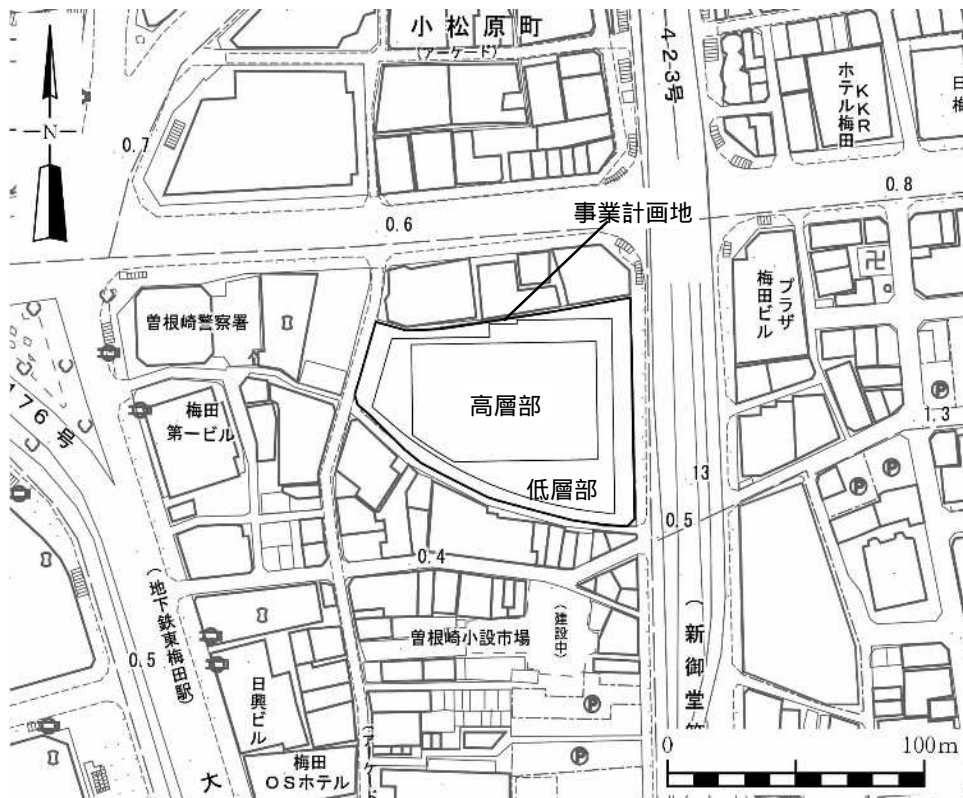 小松原町
(アーケード)
423号
ホテル梅田
KKR
N
0.7
0.8
事業計画地
0.6
卍
プラザ
梅田ビル
曽根崎警察署
高層部
梅田
第一ビル
176号
P
1.3
低層部
13
P
P
0.5
0.4
(地下鉄東梅田駅)
曽根崎小設市場
(建設中)
0.5
新御堂筋
日興ビル
P
梅田
OSホテル
大
P
0
100m